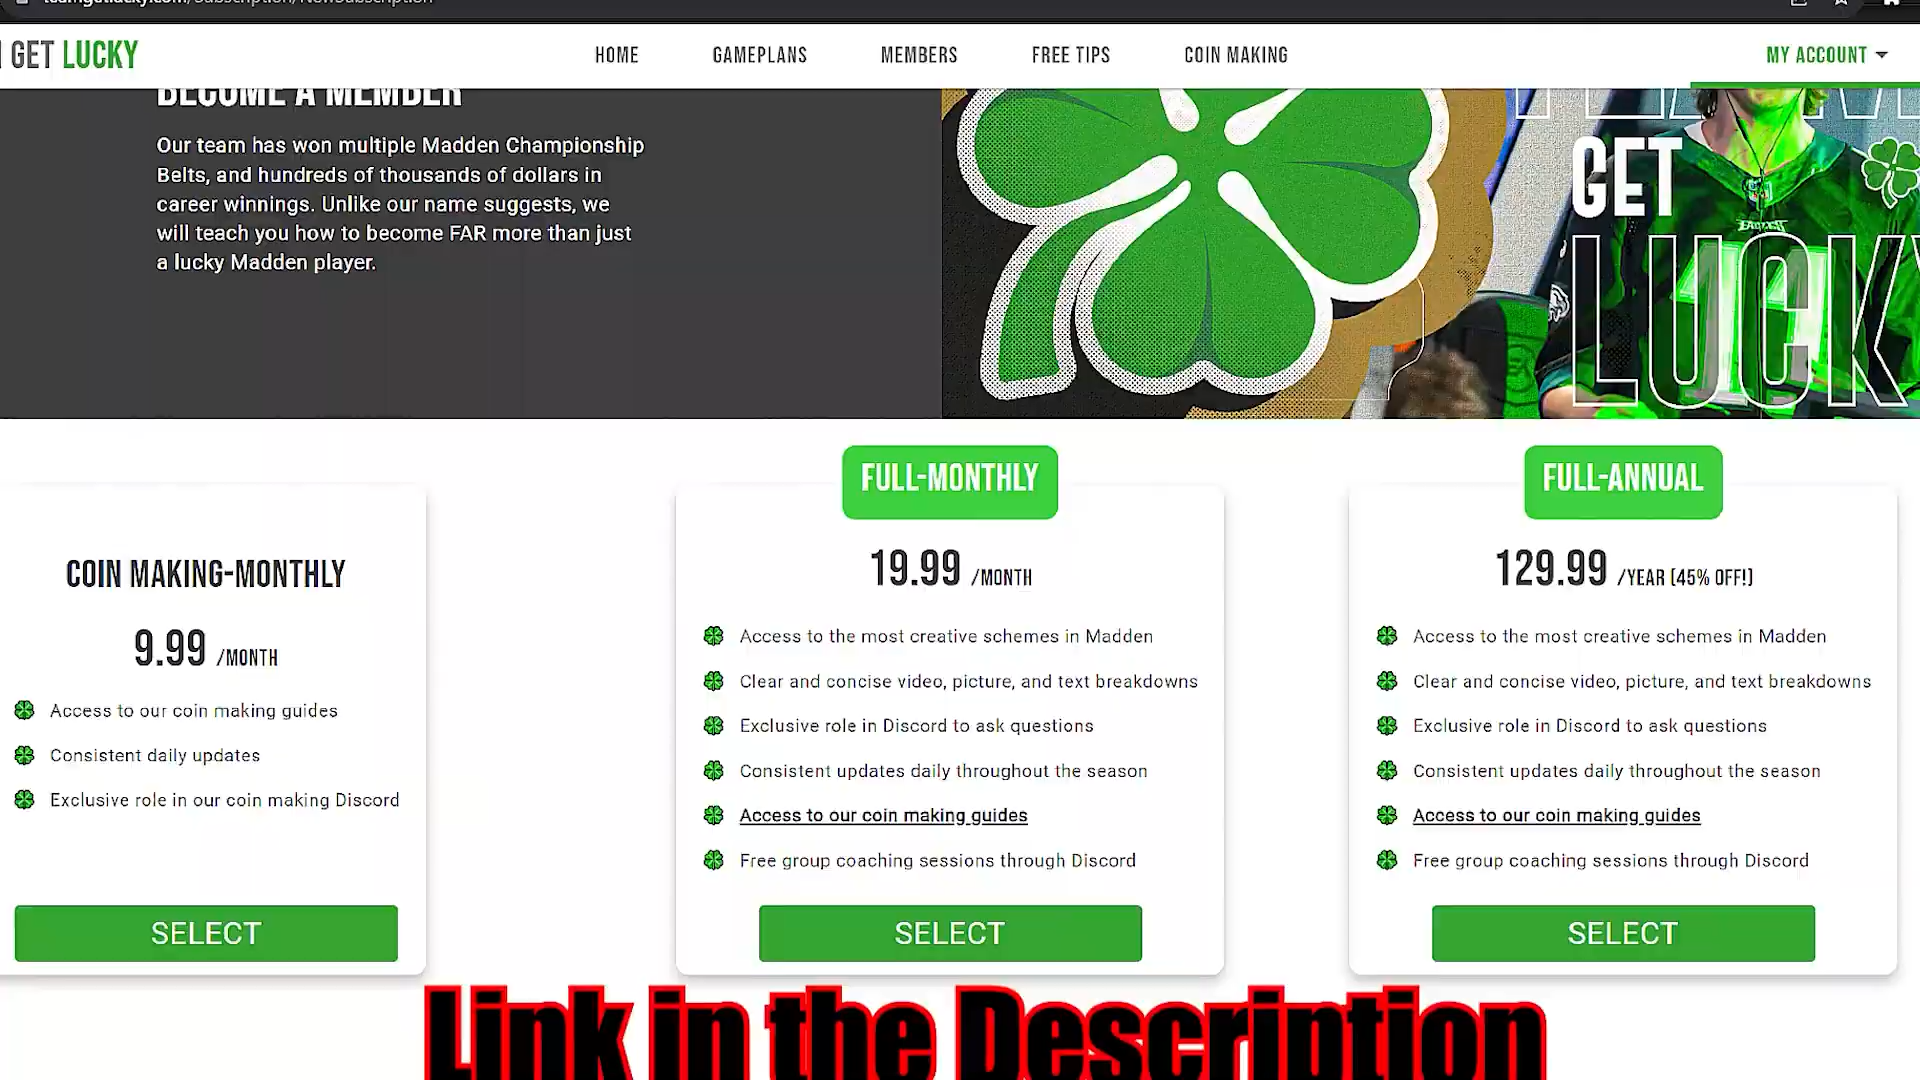 GET LUCKY
HOME
GAMEPLANS
MEMBERS
FREE TIPS
COIN MAKING
MY ACCOUNT
BECOME A MEMBER
Our team has won multiple Madden Championship
Belts, and hundreds of thousands of dollars in
career winnings. Unlike our name suggests, we
will teach you how to become FAR more than just
a lucky Madden player.
GET
LUCKY
EAGLES
COIN MAKING-MONTHLY
9.99 /MONTH
Access to our coin making guides
Consistent daily updates
Exclusive role in our coin making Discord
SELECT
FULL-MONTHLY
19.99 /MONTH
Access to the most creative schemes in Madden
Clear and concise video, picture, and text breakdowns
Exclusive role in Discord to ask questions
Consistent updates daily throughout the season
Access to our coin making guides
Free group coaching sessions through Discord
SELECT
FULL-ANNUAL
129.99 /YEAR (45% OFF!)
Access to the most creative schemes in Madden
Clear and concise video, picture, and text breakdowns
Exclusive role in Discord to ask questions
Consistent updates daily throughout the season
Access to our coin making guides
Free group coaching sessions through Discord
SELECT
Link in the Description